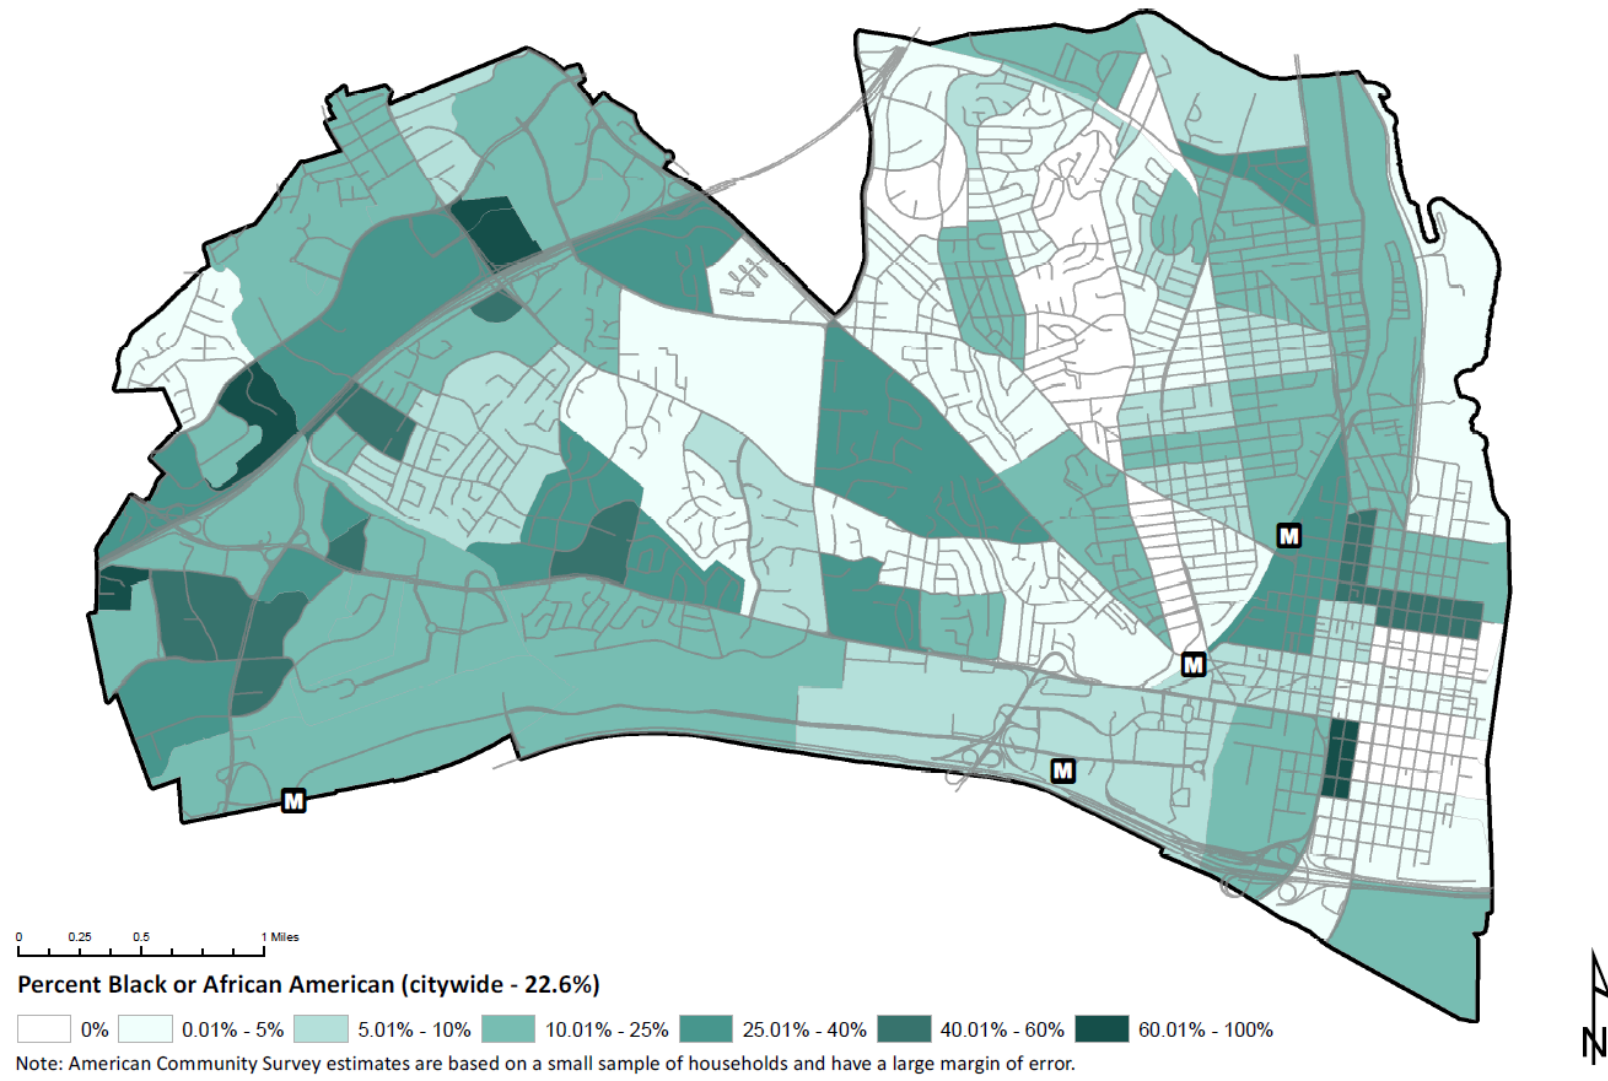 M
M
M
M
0 0.25 0.5 1 Miles
Percent Black or African American (citywide - 22.6%)
0% 0.01% - 5% 5.01% - 10% 10.01% - 25% 25.01% - 40% 40.01% - 60% 60.01% - 100%
Note: American Community Survey estimates are based on a small sample of households and have a large margin of error.
N